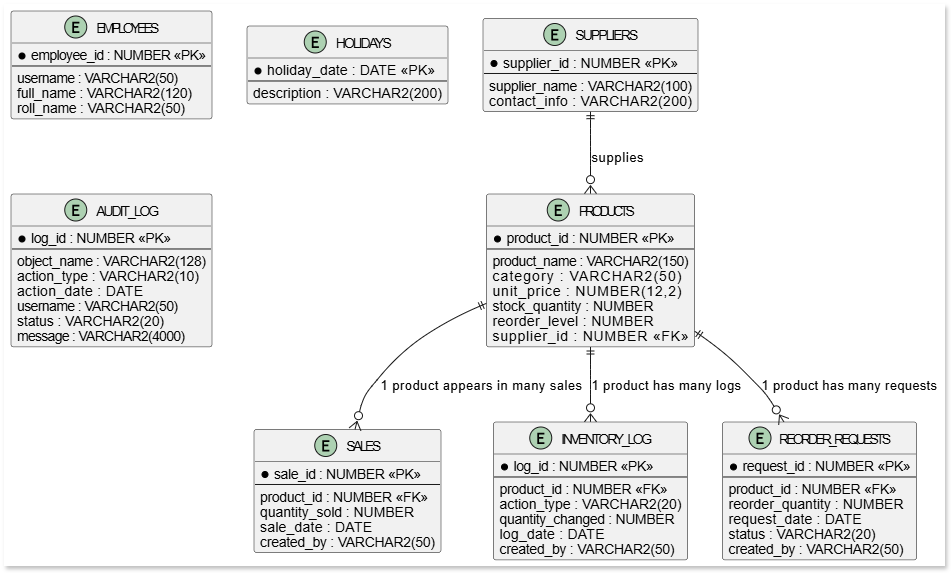 E EMPLOYEES
employee_id : NUMBER «PK»
username : VARCHAR2(50)
full_name : VARCHAR2(120)
roll_name : VARCHAR2(50)
E HOLIDAYS
holiday_date : DATE «PK»
description : VARCHAR2(200)
E SUPPLIERS
supplier_id : NUMBER «PK»
supplier_name : VARCHAR2(100)
contact_info : VARCHAR2(200)
supplies
E AUDIT_LOG
log_id : NUMBER «PK»
object_name : VARCHAR2(128)
action_type : VARCHAR2(10)
action_date : DATE
username : VARCHAR2(50)
status : VARCHAR2(20)
message : VARCHAR2(4000)
E PRODUCTS
product_id : NUMBER «PK»
product_name : VARCHAR2(150)
category : VARCHAR2(50)
unit_price : NUMBER(12,2)
stock_quantity : NUMBER
reorder_level : NUMBER
supplier_id : NUMBER «FK»
1 product appears in many sales
1 product has many logs
1 product has many requests
E SALES
sale_id : NUMBER «PK»
product_id : NUMBER «FK»
quantity_sold : NUMBER
sale_date : DATE
created_by : VARCHAR2(50)
E INVENTORY_LOG
log_id : NUMBER «PK»
product_id : NUMBER «FK»
action_type : VARCHAR2(20)
quantity_changed : NUMBER
log_date : DATE
created_by : VARCHAR2(50)
E REORDER_REQUESTS
request_id : NUMBER «PK»
product_id : NUMBER «FK»
reorder_quantity : NUMBER
request_date : DATE
status : VARCHAR2(20)
created_by : VARCHAR2(50)